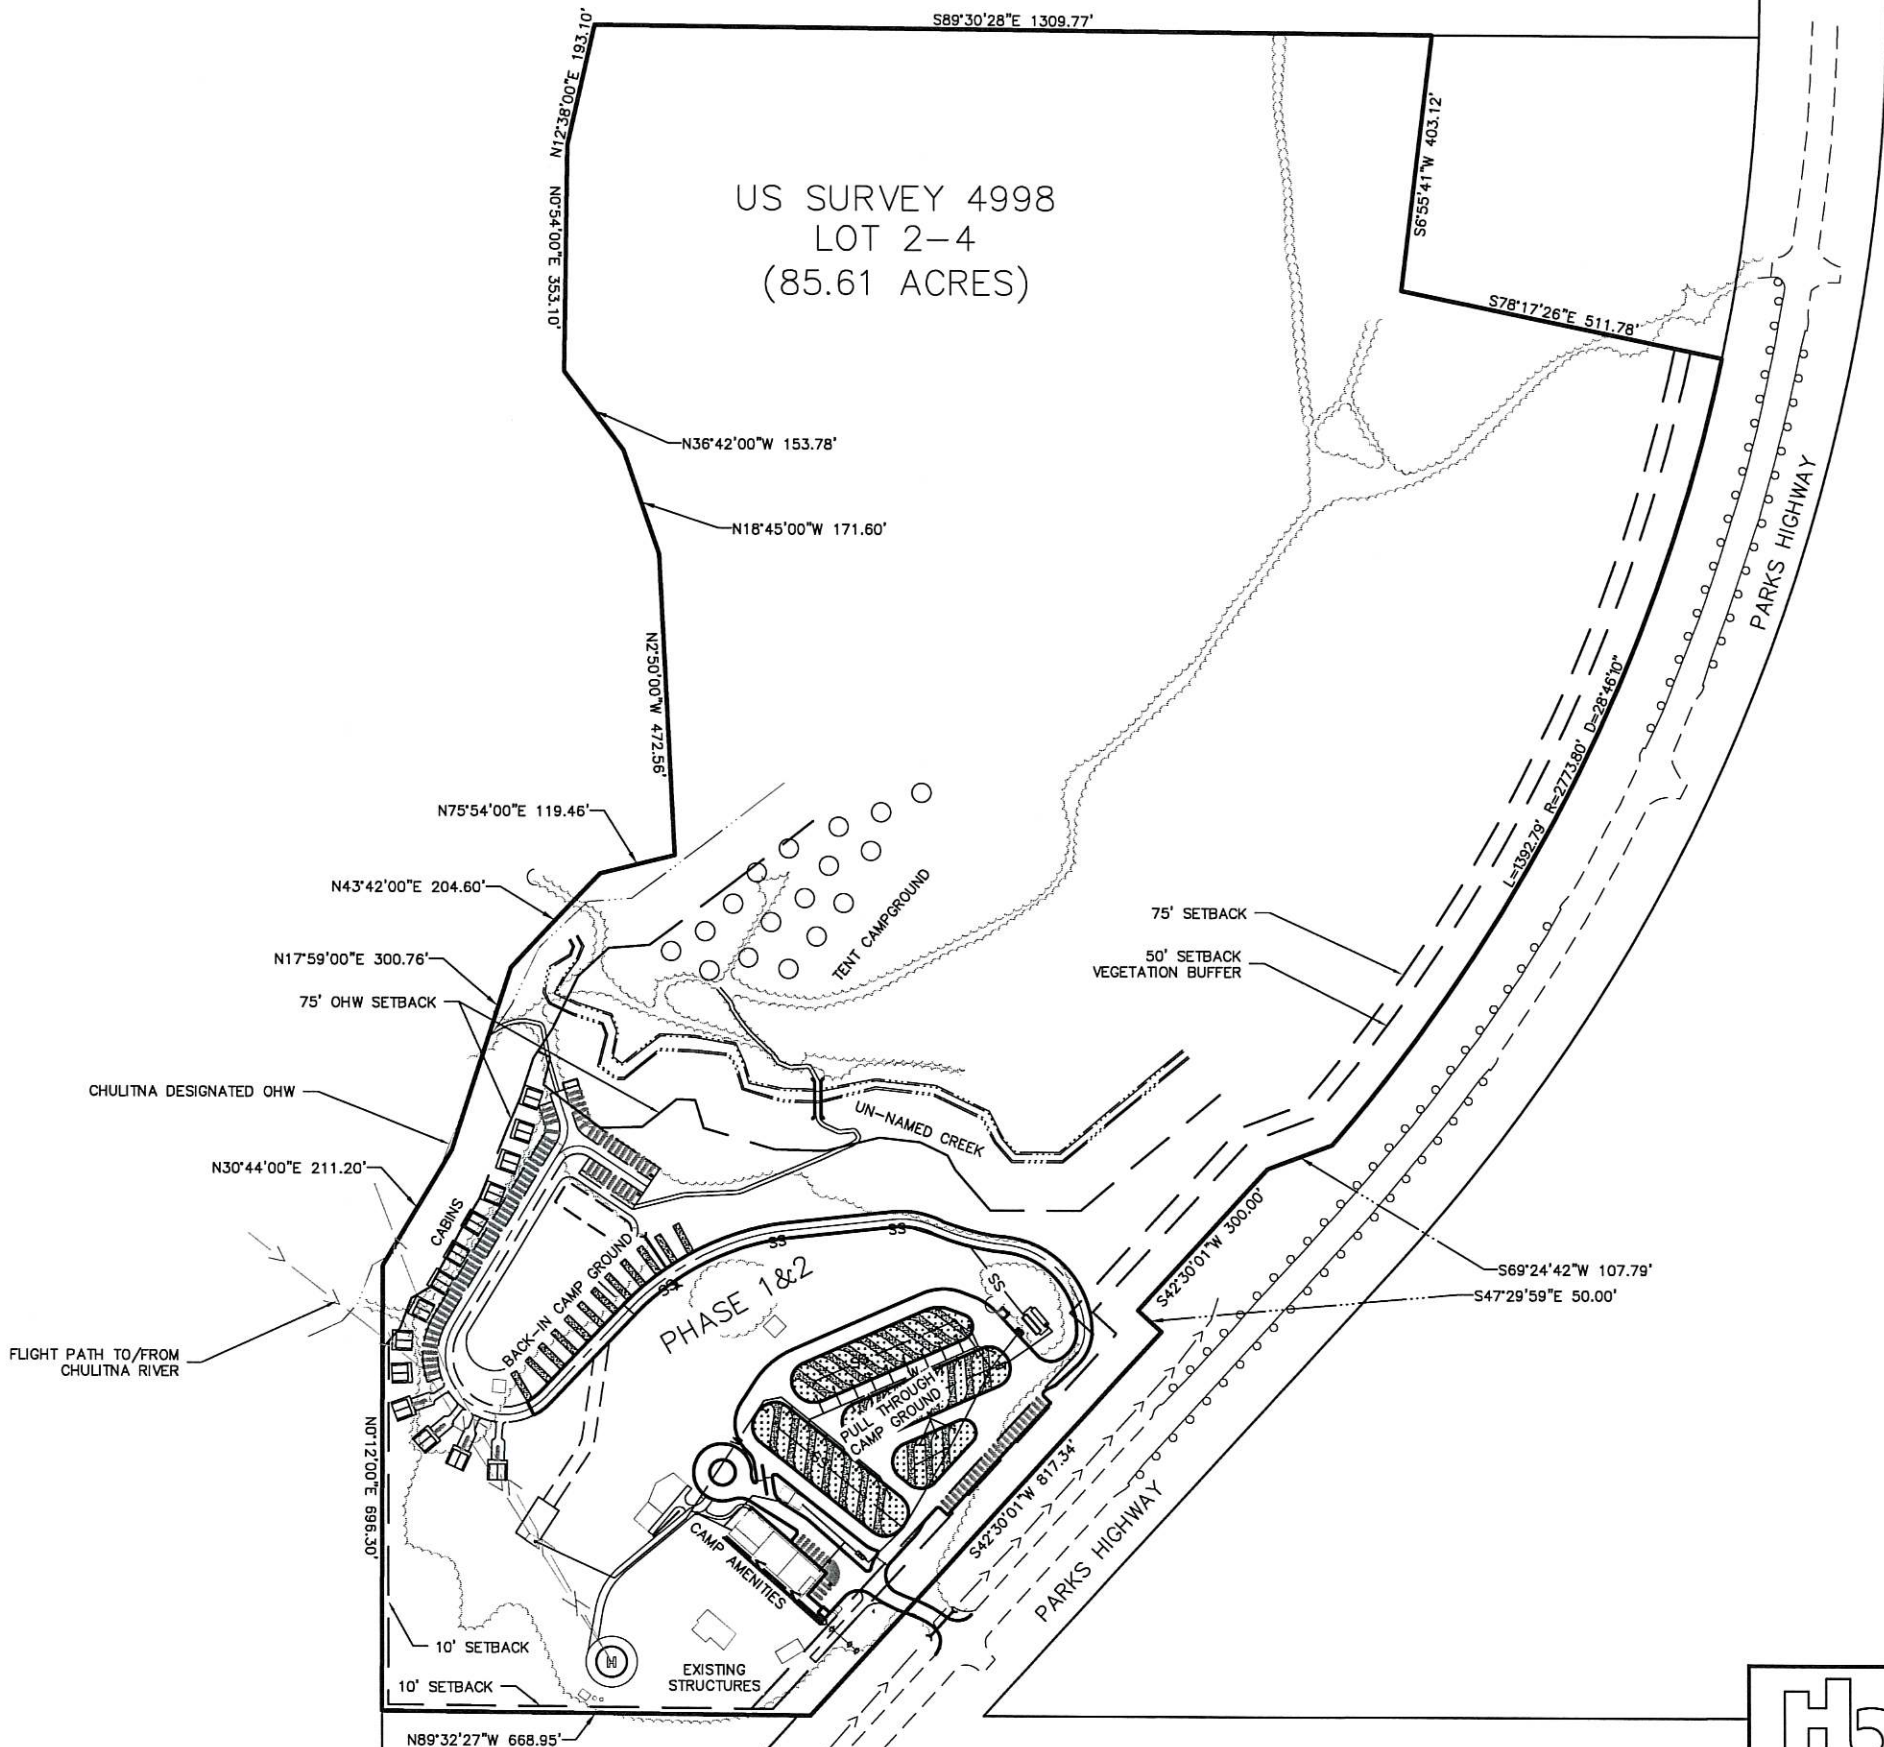 S89°30'28"E 1309.77'
N12°38'00"E 193.10'
S6°55'41"W 403.12'
US SURVEY 4998
LOT 2-4
(85.61 ACRES)
N0°54'00"E 353.10'
S78°17'26"E 511.78'
N36°42'00"W 153.78'
N18°45'00"W 171.60'
PARKS HIGHWAY
N2°50'00"W 472.56'
L=1392.79' R=2773.80' D=28°46'10"
N75°54'00"E 119.46'
N43°42'00"E 204.60'
TENT CAMPGROUND
75' SETBACK
50' SETBACK
VEGETATION BUFFER
N17°59'00"E 300.76'
75' OHW SETBACK
CHULITNA DESIGNATED OHW
UN-NAMED CREEK
N30°44'00"E 211.20'
CABINS
S42°30'01"W 300.00'
SS
SS
SS
SS
S69°24'42"W 107.79'
S47°29'59"E 50.00'
BACK-IN CAMP GROUND
PHASE 1&2
FLIGHT PATH TO/FROM
CHULITNA RIVER
PULL THROUGH
CAMP GROUND
W
W
SS
SS
N0°12'00"E 696.30'
S42°30'01"W 817.34'
PARKS HIGHWAY
CAMP AMENITIES
10' SETBACK
H
EXISTING
STRUCTURES
10' SETBACK
N89°32'27"W 668.95'